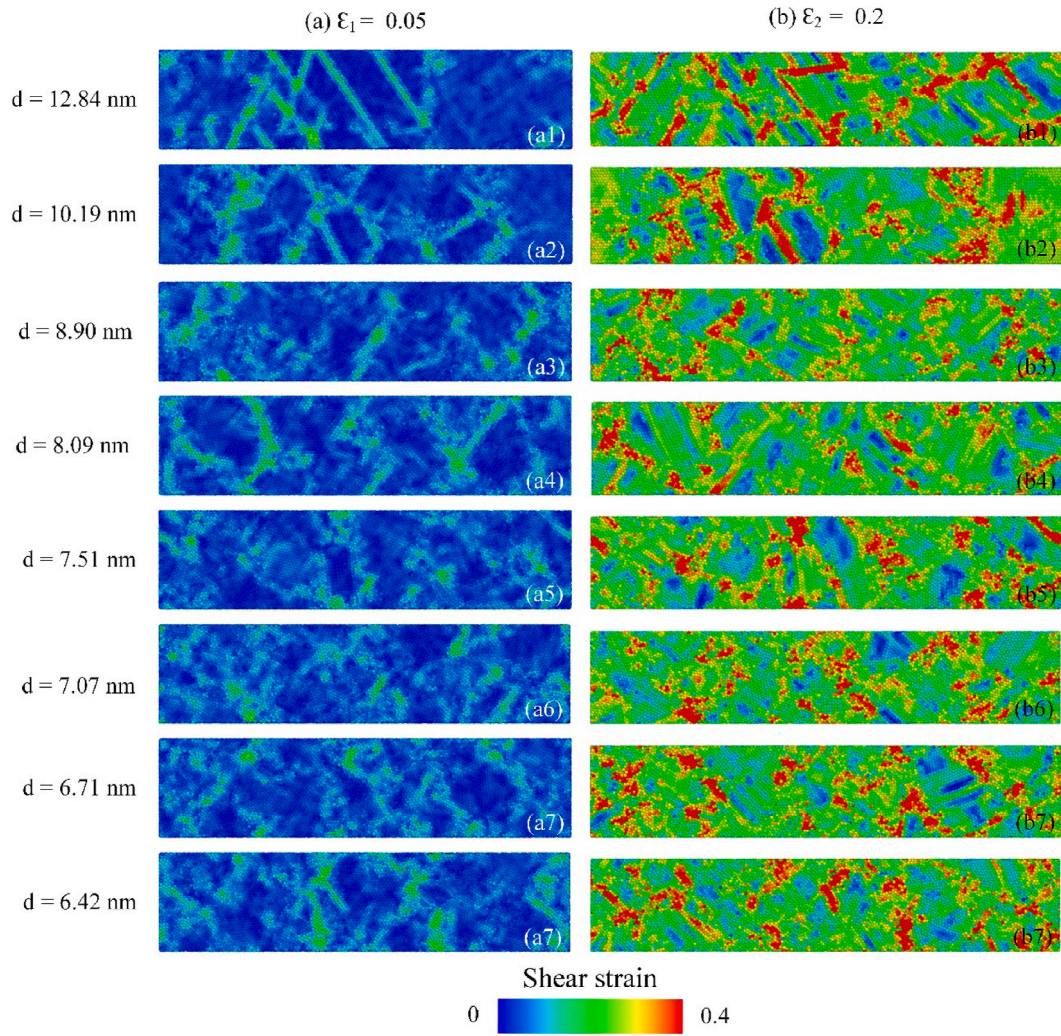 (a) Ɛ₁ = 0.05 (b) Ɛ₂ = 0.2
d = 12.84 nm (a1) (b1)
d = 10.19 nm (a2) (b2)
d = 8.90 nm (a3) (b3)
d = 8.09 nm (a4) (b4)
d = 7.51 nm (a5) (b5)
d = 7.07 nm (a6) (b6)
d = 6.71 nm (a7) (b7)
d = 6.42 nm (a7) (b7)
Shear strain
0 0.4